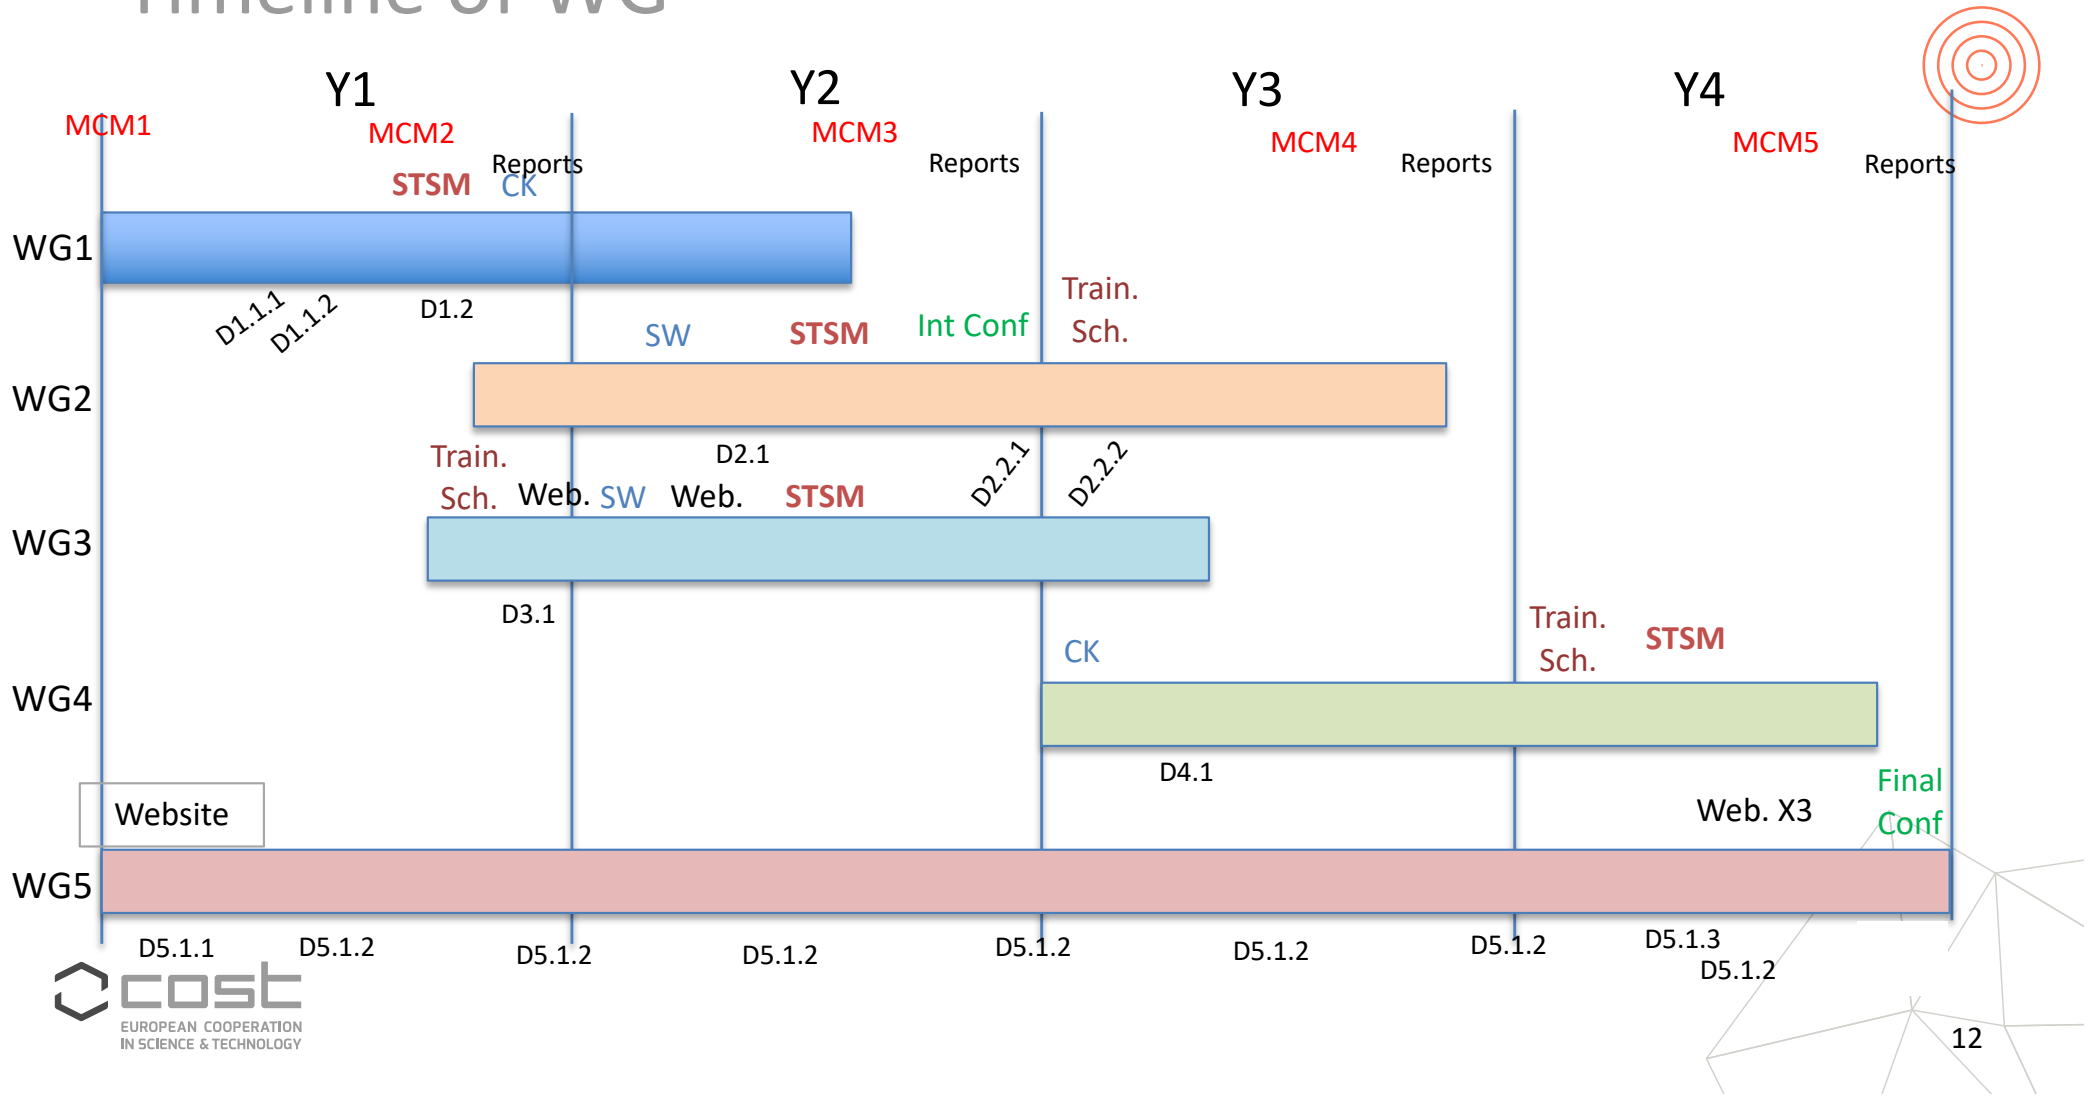 Timeline of WG
Y1 Y2 Y3 Y4
MCM1 MCM2 MCM3 MCM4 MCM5
Reports Reports Reports Reports
STSM CK
WG1
D1.1.1 D1.1.2 D1.2
SW STSM Int Conf Train. Sch.
WG2
D2.1 D2.2.1 D2.2.2
Train. Sch. Web. SW Web. STSM
WG3
D3.1
CK Train. Sch. STSM
WG4
D4.1
Website Web. X3 Final Conf
WG5
D5.1.1 D5.1.2 D5.1.2 D5.1.2 D5.1.2 D5.1.2 D5.1.2 D5.1.3 D5.1.2
cost
EUROPEAN COOPERATION
IN SCIENCE & TECHNOLOGY
12